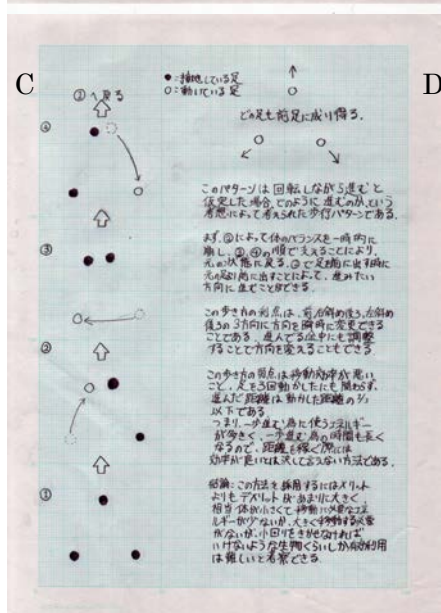 C
D
●：接地している足
○：動いている足
②へ戻る
どの足も前足に成り得る.
④
このパターンは回転しながら進むと
仮定した場合、どのように進むのか、という
考想によって考えられた歩行パターンである.
まず、②によって体のバランスを一時的に
崩し、③,④の順で支えることにより、
元の状態に戻る. ②で足を前に出す時に
元の足より前に出すことによって、進みたい
方向に進むことができる.
③
この歩き方の利点は、前,右斜め後ろ,左斜め
後ろの3方向に方向を瞬時に変更できる
ことである. 進んでる途中にも調整
することで方向を変えることもできる.
②
この歩き方の弱点は移動効率が悪い
こと、足を3回動かしたにも関わらず、
進んだ距離は動かした距離の
以下である
つまり、一歩進む為に使うエネルギー
が多く、一歩進む為の時間も長く
なるので、距離を稼ぐ際には
効率が良いとは決して言えない方法である.
①
結論：この方法を採用するにはメリット
よりもデメリットがあまりに大きく、
相当体が小さくて移動に必要なエネ
ルギーが少ないか、大きく移動する必要
がないが、小回りをきかせなければ
いけないような生物くらいしか有効利用
は難しいと考察できる.